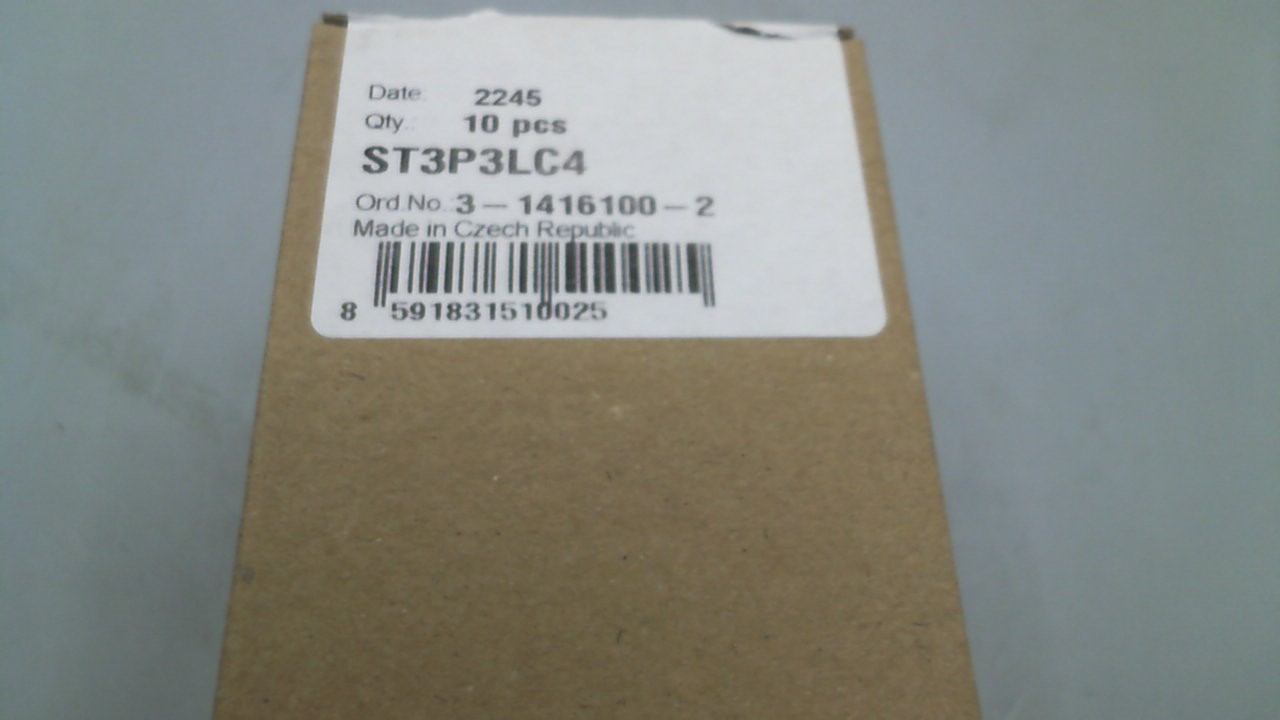 Date: 2245
Qty.: 10 pcs
ST3P3LC4
Ord.No.: 3 – 1416100 – 2
Made in Czech Republic
8 591831510025